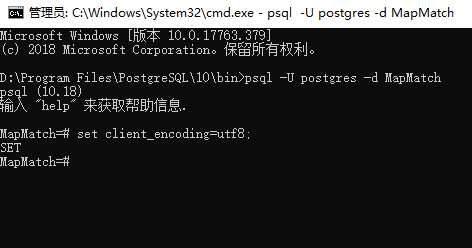 管理员: C:\Windows\System32\cmd.exe - psql  -U postgres -d MapMatch
Microsoft Windows [版本 10.0.17763.379]
(c) 2018 Microsoft Corporation。保留所有权利。
D:\Program Files\PostgreSQL\10\bin>psql -U postgres -d MapMatch
psql (10.18)
输入 "help" 来获取帮助信息.
MapMatch=# set client_encoding=utf8;
SET
MapMatch=#